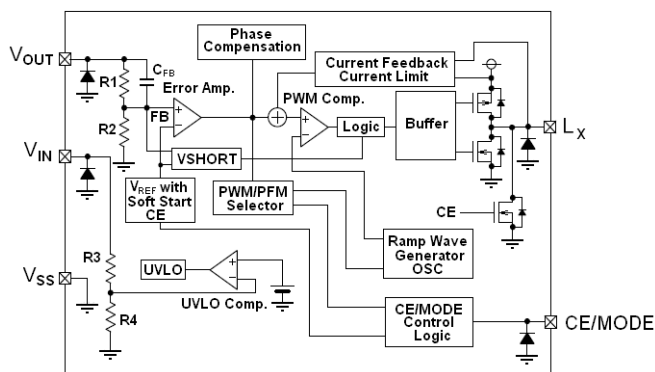 Phase
Compensation
VOUT
R1
CFB
Error Amp.
Current Feedback
Current Limit
PWM Comp.
R2
FB
Logic
Buffer
LX
VIN
VSHORT
VREF with
Soft Start
CE
PWM/PFM
Selector
CE
R3
Ramp Wave
Generator
OSC
UVLO
VSS
UVLO Comp.
R4
CE/MODE
Control
Logic
CE/MODE